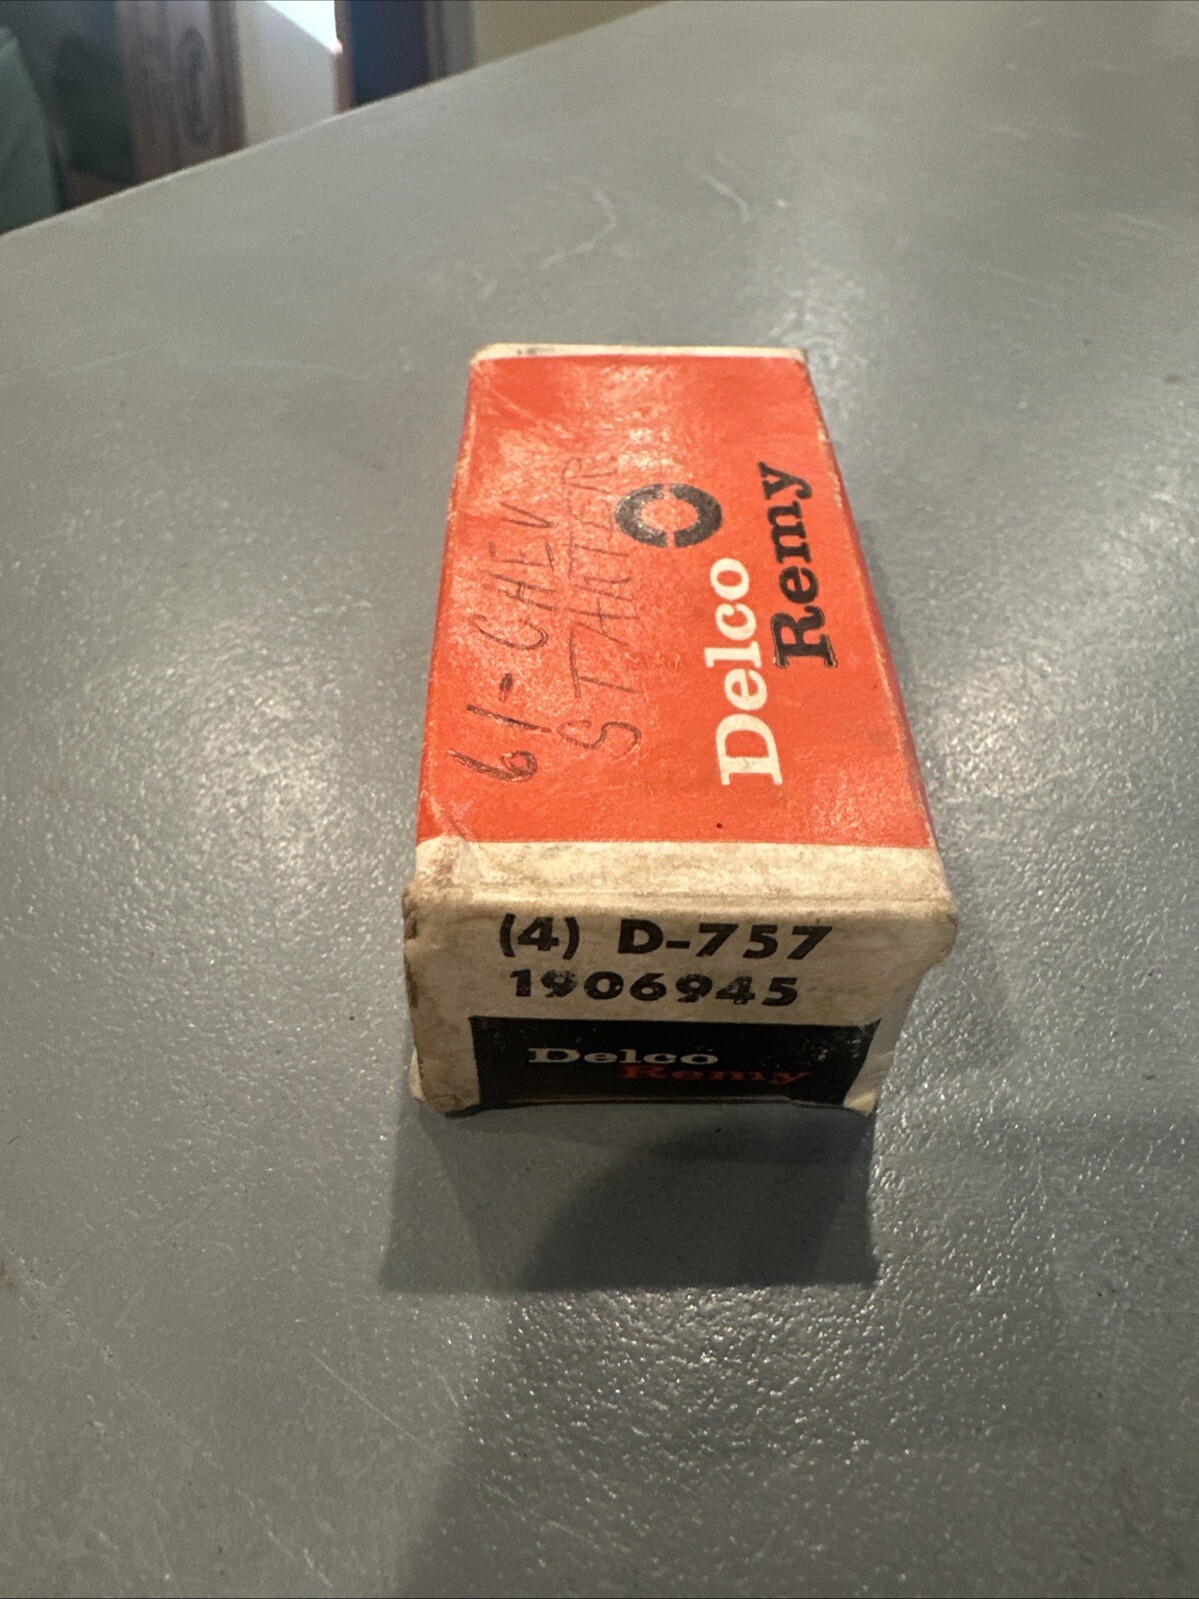 61-CHEV
STARTER
Delco
Remy
(4) D-757
1906945
Delco
Remy